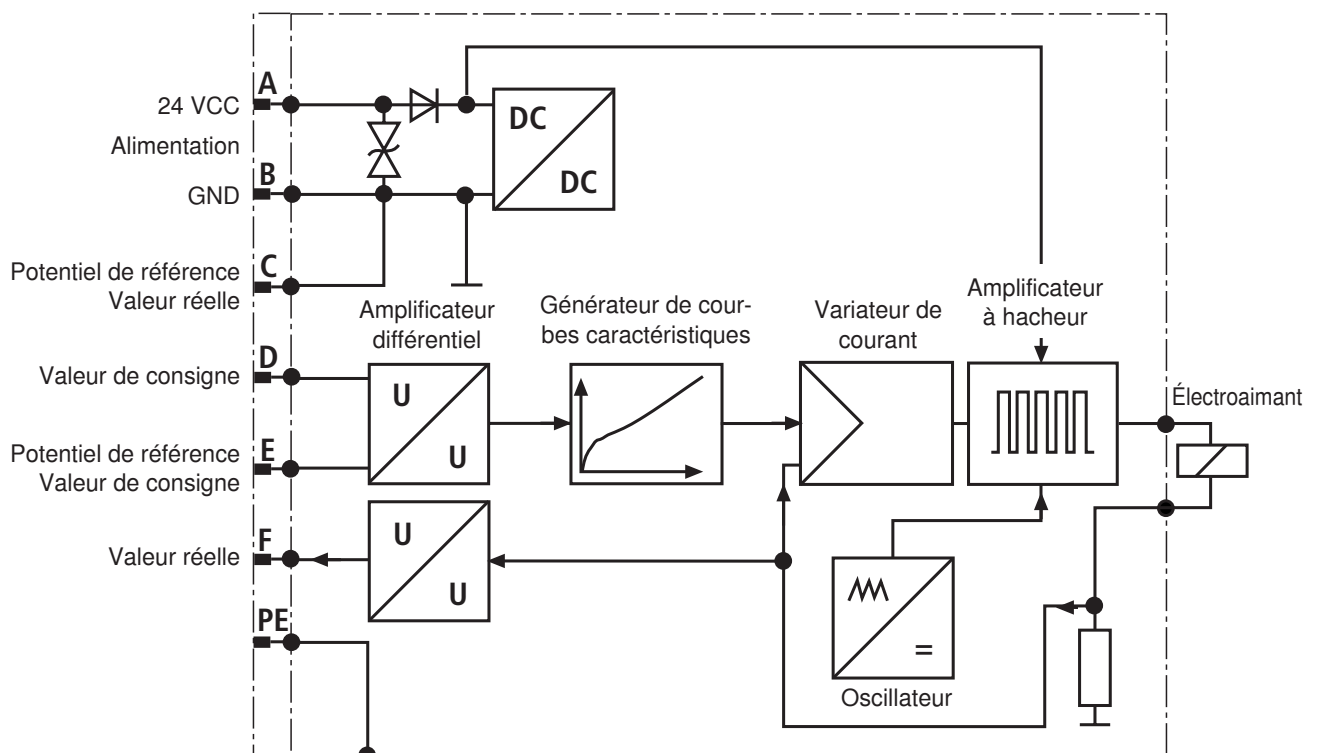 A
24 VCC
Alimentation
B
GND
DC
DC
C
Potentiel de référence
Valeur réelle
Amplificateur
différentiel
Générateur de cour-
bes caractéristiques
Variateur de
courant
Amplificateur
à hacheur
D
Valeur de consigne
U
U
Électroaimant
E
Potentiel de référence
Valeur de consigne
F
Valeur réelle
U
U
=
Oscillateur
PE